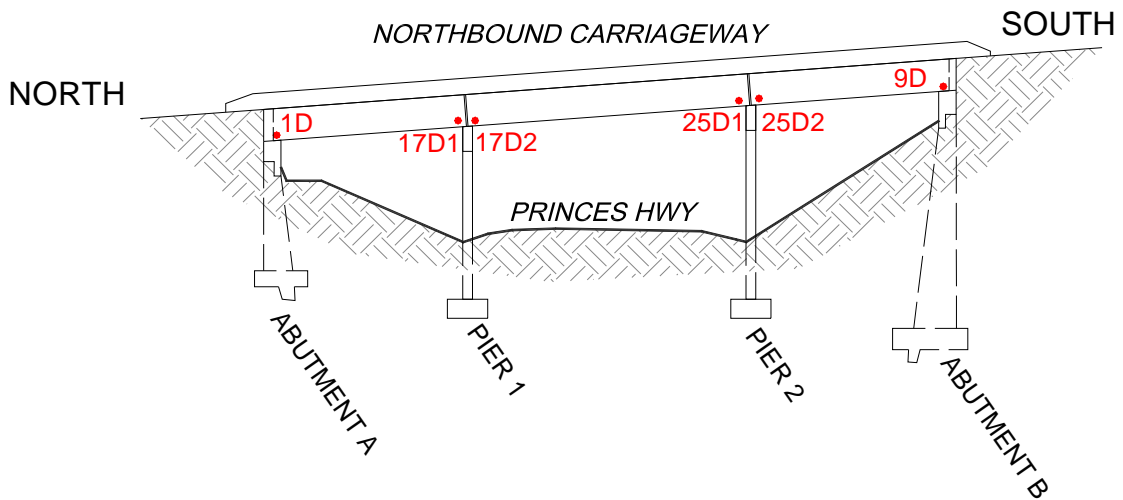 SOUTH
NORTHBOUND CARRIAGEWAY
NORTH
9D
1D
17D1 17D2
25D1 25D2
PRINCES HWY
ABUTMENT A
PIER 1
PIER 2
ABUTMENT B